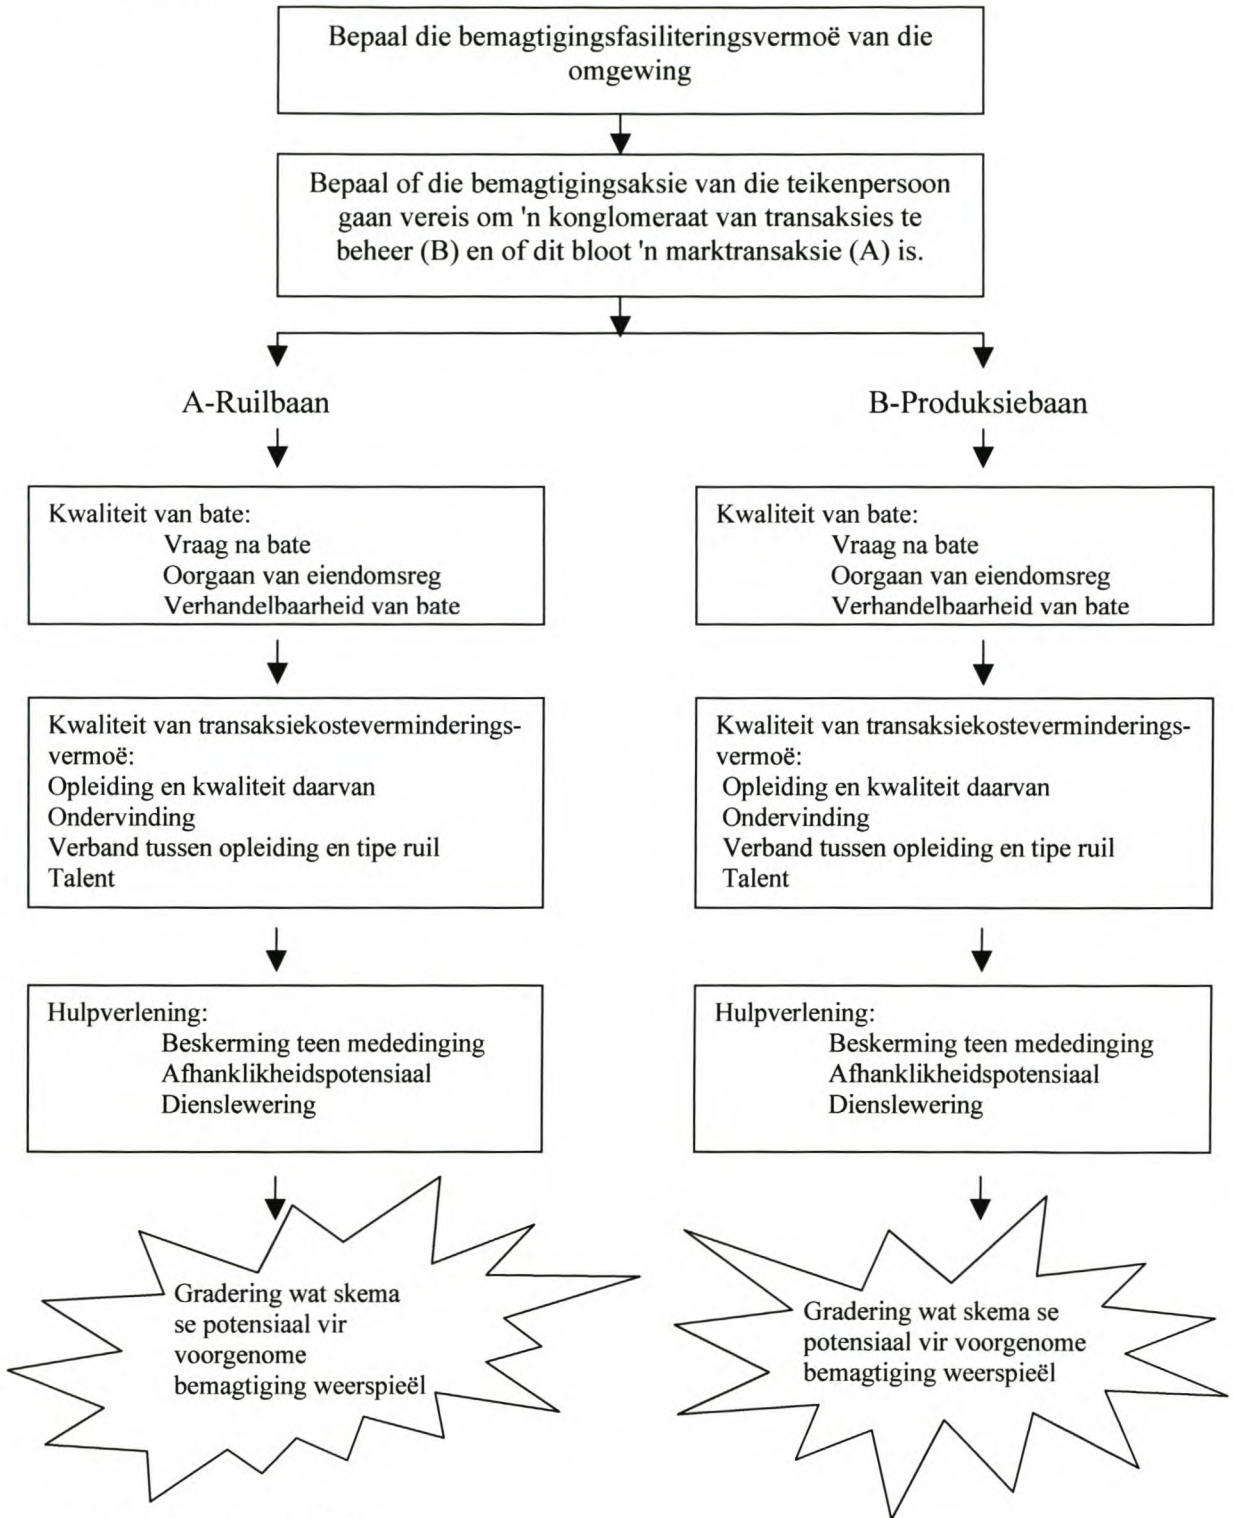 Bepaal die bemagtigingsfasiliteringsvermoë van die
omgewing
Bepaal of die bemagtigingsaksie van die teikenpersoon
gaan vereis om 'n konglomeraat van transaksies te
beheer (B) en of dit bloot 'n marktransaksie (A) is.
A-Ruilbaan
Kwaliteit van bate:
Vraag na bate
Oorgaan van eiendomsreg
Verhandelbaarheid van bate
Kwaliteit van transaksiekosteverminderings-
vermoë:
Opleiding en kwaliteit daarvan
Ondervinding
Verband tussen opleiding en tipe ruil
Talent
Hulpverlening:
Beskerming teen mededinging
Afhanklikheidspotensiaal
Dienslewering
Gradering wat skema
se potensiaal vir
voorgenome
bemagtiging weerspieël
B-Produksiebaan
Kwaliteit van bate:
Vraag na bate
Oorgaan van eiendomsreg
Verhandelbaarheid van bate
Kwaliteit van transaksiekosteverminderings-
vermoë:
Opleiding en kwaliteit daarvan
Ondervinding
Verband tussen opleiding en tipe ruil
Talent
Hulpverlening:
Beskerming teen mededinging
Afhanklikheidspotensiaal
Dienslewering
Gradering wat skema se
potensiaal vir voorgenome
bemagtiging weerspieël